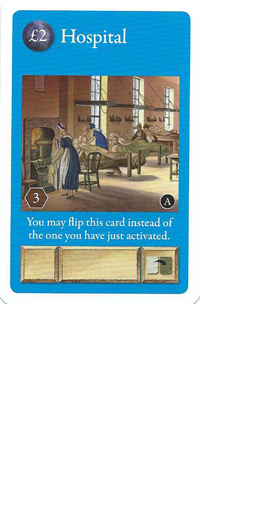 £2 Hospital
3
A
You may flip this card instead of
the one you have just activated.